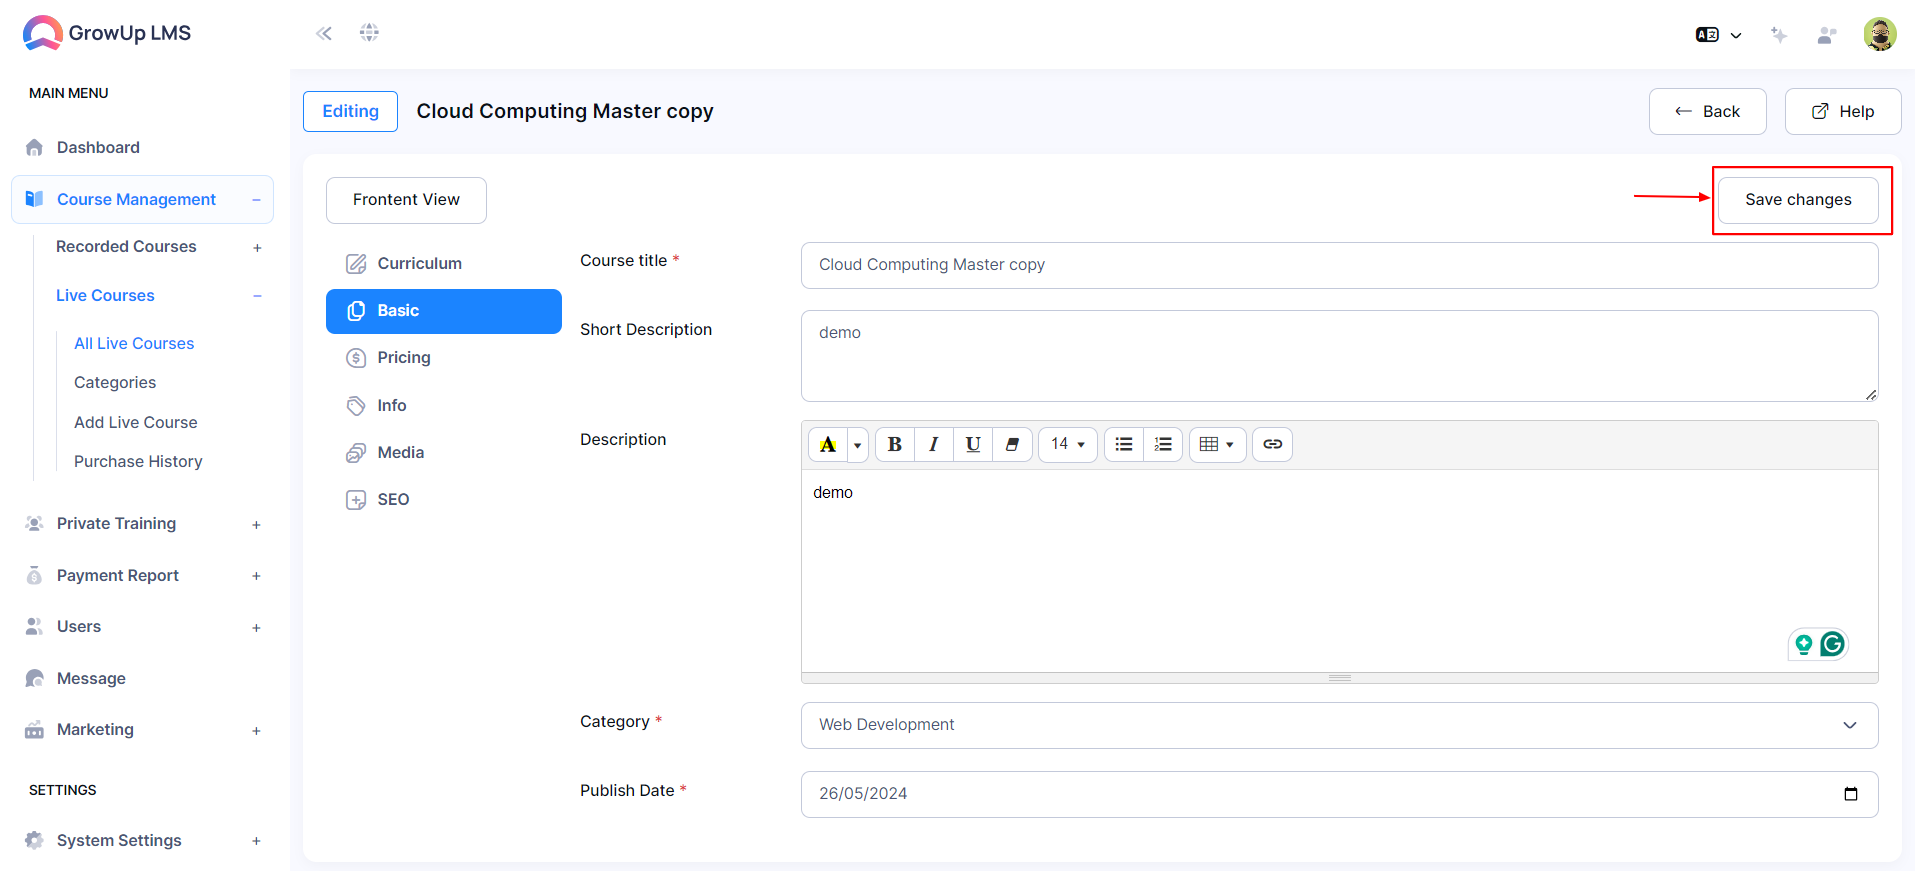 GrowUp LMS
MAIN MENU
Dashboard
Course Management
Recorded Courses
Live Courses
All Live Courses
Categories
Add Live Course
Purchase History
Private Training
Payment Report
Users
Message
Marketing
SETTINGS
System Settings
Editing
Cloud Computing Master copy
Back
Help
Frontent View
Save changes
Curriculum
Basic
Pricing
Info
Media
SEO
Course title *
Cloud Computing Master copy
Short Description
demo
Description
A B I U 14
demo
Category *
Web Development
Publish Date *
26/05/2024